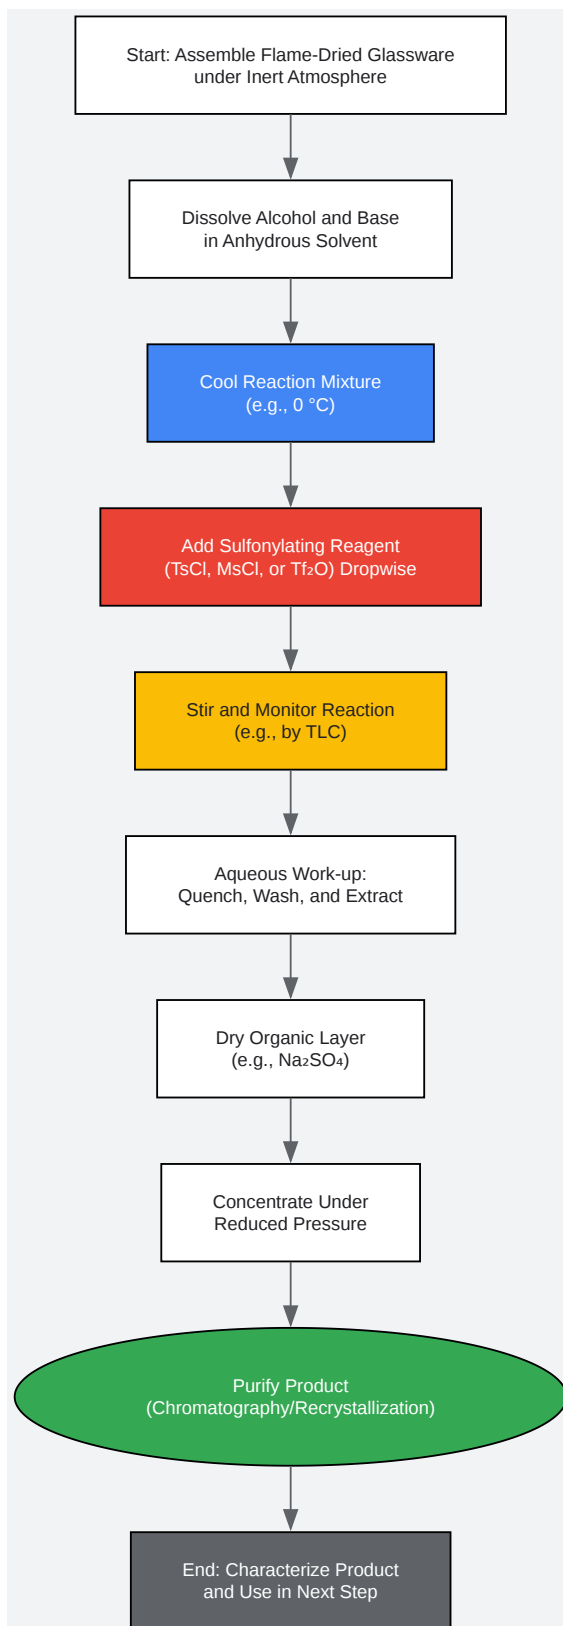 Start: Assemble Flame-Dried Glassware
under Inert Atmosphere
Dissolve Alcohol and Base
in Anhydrous Solvent
Cool Reaction Mixture
(e.g., 0 °C)
Add Sulfonylating Reagent
(TsCl, MsCl, or Tf₂O) Dropwise
Stir and Monitor Reaction
(e.g., by TLC)
Aqueous Work-up:
Quench, Wash, and Extract
Dry Organic Layer
(e.g., Na₂SO₄)
Concentrate Under
Reduced Pressure
Purify Product
(Chromatography/Recrystallization)
End: Characterize Product
and Use in Next Step